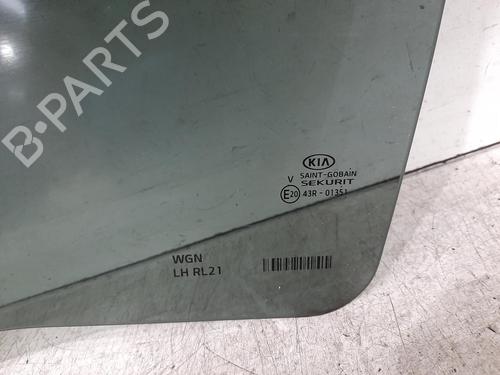 B-PARTS
KIA
SAINT-GOBAIN
V SEKURIT
E20 43R - 01351
WGN
LH RL21